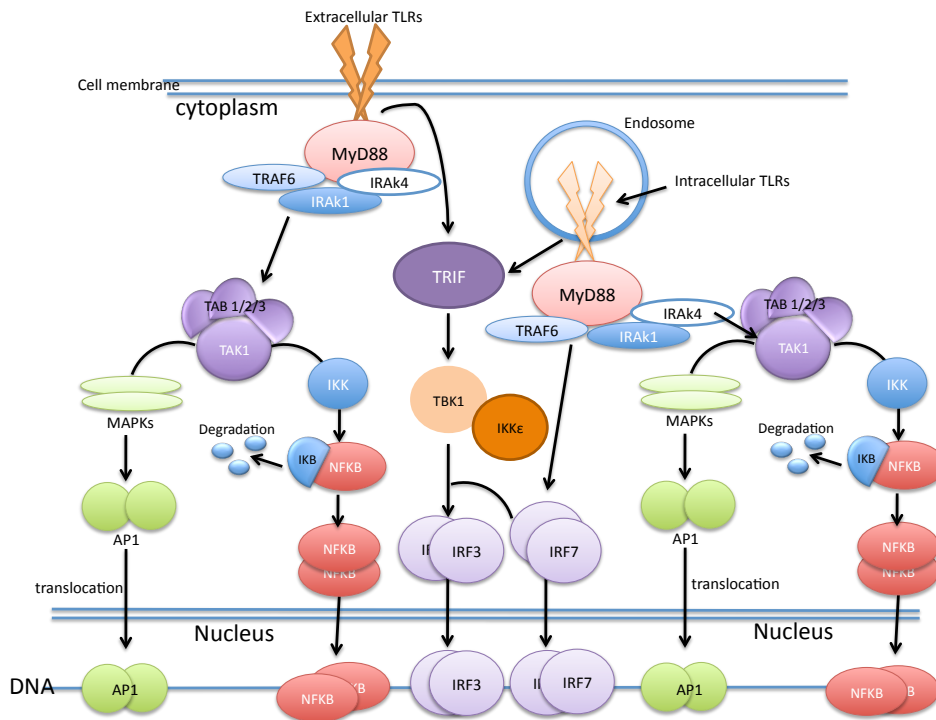 Extracellular TLRs
Cell membrane
cytoplasm
MyD88
TRAF6
IRAk4
IRAk1
Endosome
Intracellular TLRs
TRIF
MyD88
TRAF6
IRAk4
IRAk1
TAB 1/2/3
TAK1
TAB 1/2/3
TAK1
MAPKs
IKK
TBK1
IKKε
MAPKs
IKK
Degradation
IKB
NFKB
Degradation
IKB
NFKB
AP1
NFKB
NFKB
IRF3
IRF7
AP1
NFKB
NFKB
translocation
translocation
Nucleus
Nucleus
DNA
AP1
NFKB
IRF3
IRF7
AP1
NFKB